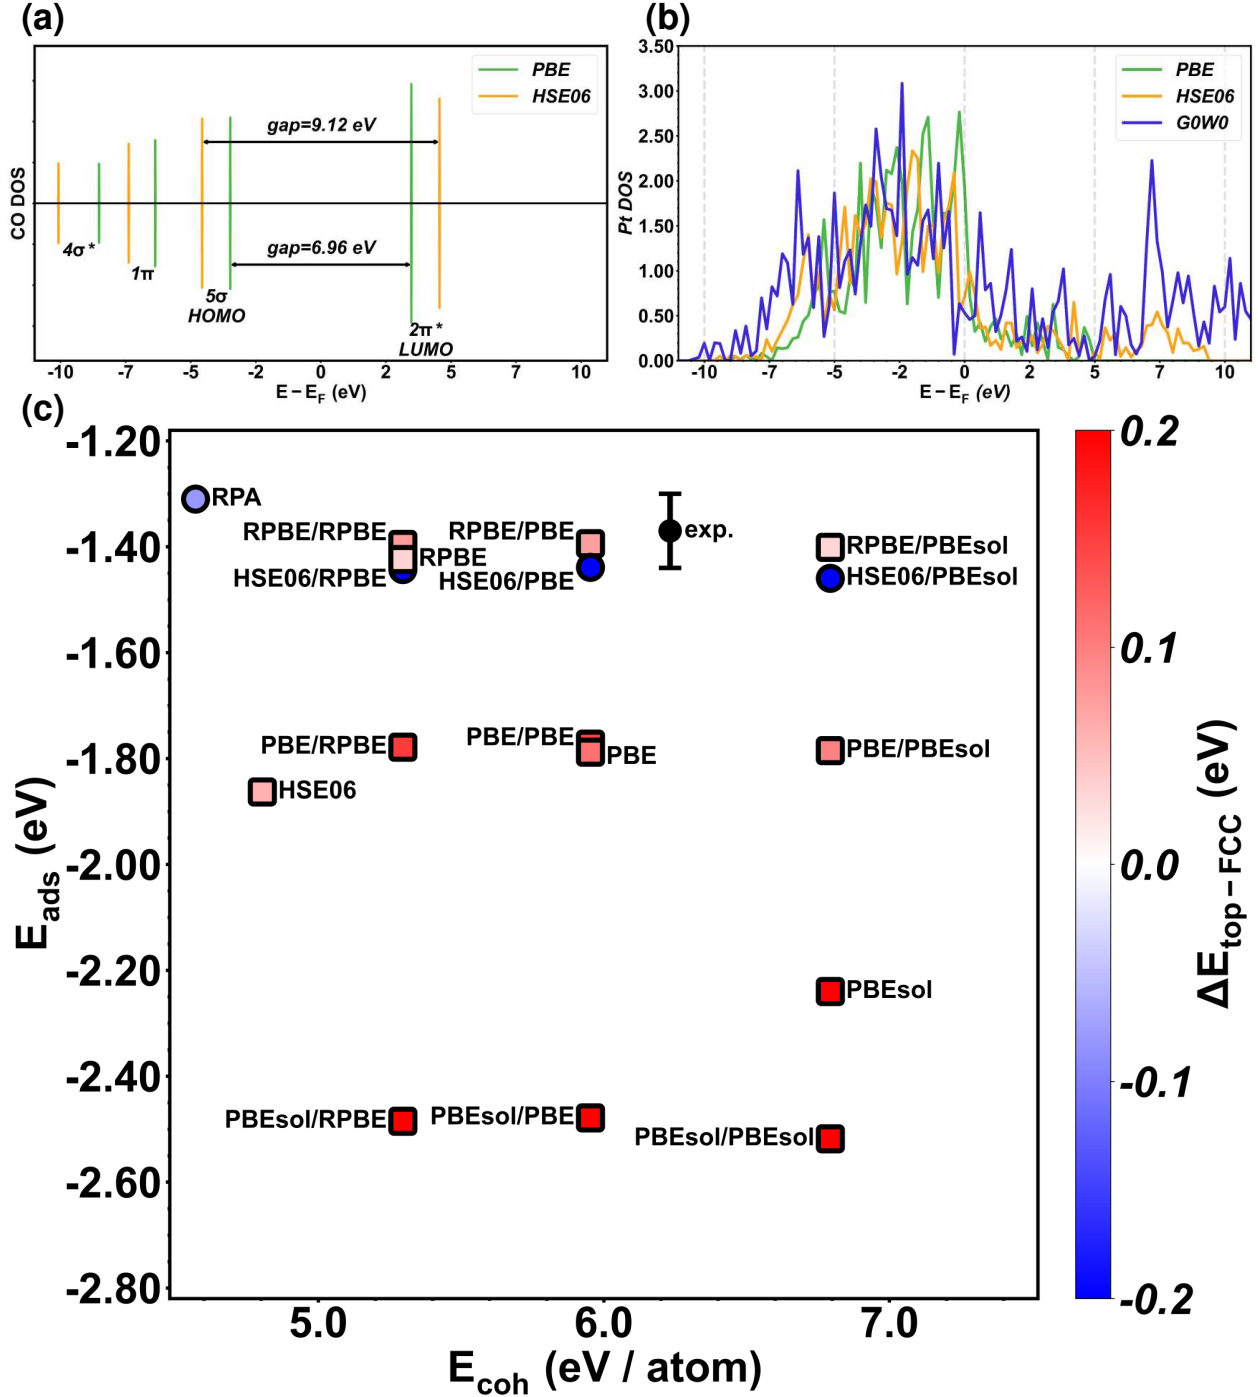 (a)
CO DOS
PBE
HSE06
gap=9.12 eV
gap=6.96 eV
4σ*
1π
5σ
HOMO
2π*
LUMO
-10
-7
-5
-2
0
2
5
7
10
E−E_F (eV)
(b)
Pt DOS
3.50
3.00
2.50
2.00
1.50
1.00
0.50
0.00
PBE
HSE06
G0W0
-10
-7
-5
-2
0
2
5
7
10
E−E_F (eV)
(c)
E_ads (eV)
-1.20
-1.40
-1.60
-1.80
-2.00
-2.20
-2.40
-2.60
-2.80
RPA
RPBE/RPBE
RPBE
HSE06/RPBE
RPBE/PBE
HSE06/PBE
exp.
RPBE/PBEsol
HSE06/PBEsol
PBE/RPBE
PBE/PBE
PBE
PBE/PBEsol
HSE06
PBEsol
PBEsol/RPBE
PBEsol/PBE
PBEsol/PBEsol
5.0
6.0
7.0
E_coh (eV / atom)
0.2
0.1
0.0
-0.1
-0.2
ΔE_top−FCC (eV)